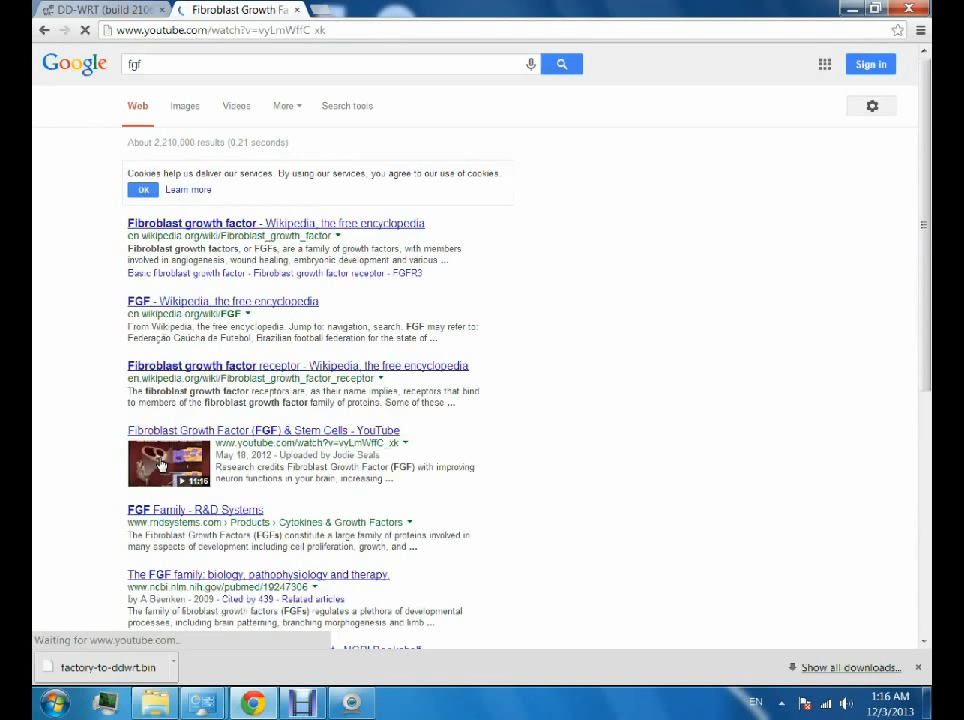 DD-WRT (build 2106
Fibroblast Growth Fa
www.youtube.com/watch?v=vyLmWffC_xk
Google
fgf
Sign in
Web Images Videos More Search tools
About 2,210,000 results (0.21 seconds)
Cookies help us deliver our services. By using our services, you agree to our use of cookies.
OK Learn more
Fibroblast growth factor - Wikipedia, the free encyclopedia
en.wikipedia.org/wiki/Fibroblast_growth_factor
Fibroblast growth factors, or FGFs, are a family of growth factors, with members
involved in angiogenesis, wound healing, embryonic development and various ...
Basic fibroblast growth factor - Fibroblast growth factor receptor - FGFR3
FGF - Wikipedia, the free encyclopedia
en.wikipedia.org/wiki/FGF
From Wikipedia, the free encyclopedia. Jump to: navigation, search. FGF may refer to:
Federação Gaúcha de Futebol, Brazilian football federation for the state of ...
Fibroblast growth factor receptor - Wikipedia, the free encyclopedia
en.wikipedia.org/wiki/Fibroblast_growth_factor_receptor
The fibroblast growth factor receptors are, as their name implies, receptors that bind
to members of the fibroblast growth factor family of proteins. Some of these ...
Fibroblast Growth Factor (FGF) & Stem Cells - YouTube
www.youtube.com/watch?v=vyLmWffC_xk
May 18, 2012 - Uploaded by Jodie Seals
Research credits Fibroblast Growth Factor (FGF) with improving
neuron functions in your brain, increasing ...
11:16
FGF Family - R&D Systems
www.rndsystems.com › Products › Cytokines & Growth Factors
The Fibroblast Growth Factors (FGFs) constitute a large family of proteins involved in
many aspects of development including cell proliferation, growth, and ...
The FGF family: biology, pathophysiology and therapy.
www.ncbi.nlm.nih.gov/pubmed/19247306
by A Beenken - 2009 - Cited by 439 - Related articles
The family of fibroblast growth factors (FGFs) regulates a plethora of developmental
processes, including brain patterning, branching morphogenesis and limb ...
Waiting for www.youtube.com...
factory-to-ddwrt.bin
Show all downloads...
EN
1:16 AM
12/3/2013